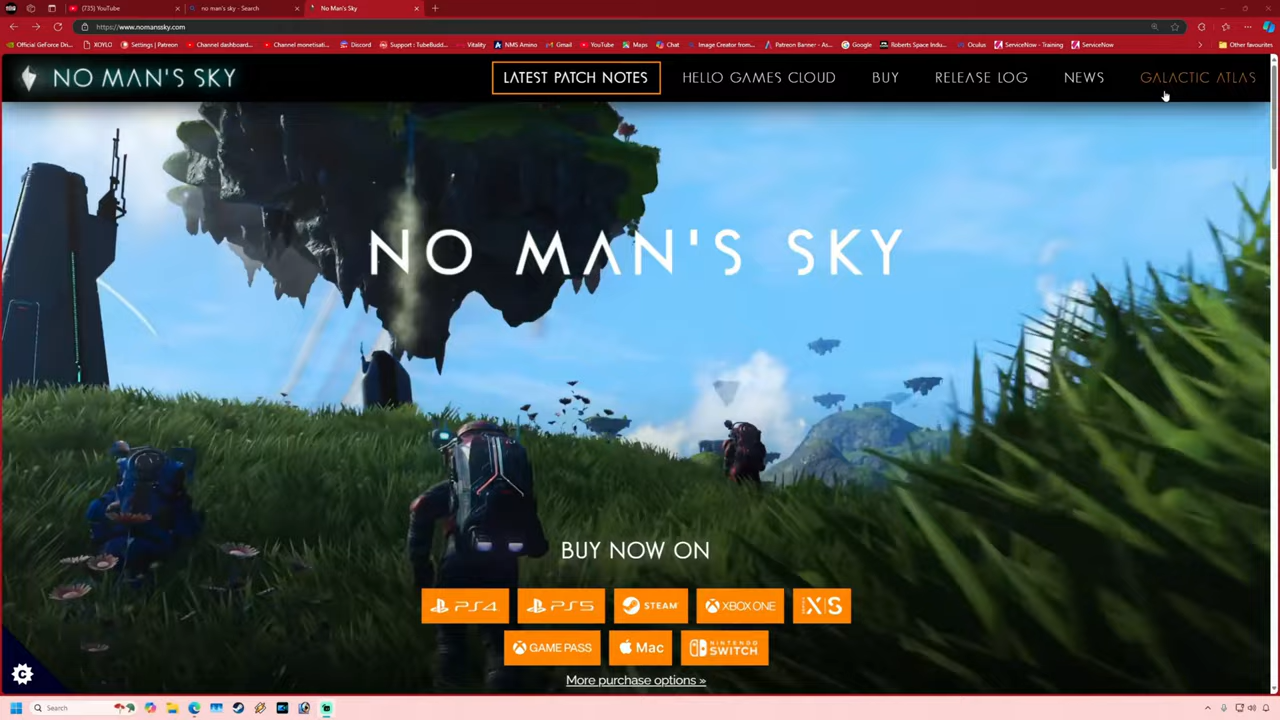 (735) YouTube
no man's sky - Search
No Man's Sky
https://www.nomanssky.com
Official GeForce Dri...
XOYLO
Settings | Patreon
Channel dashboard...
Channel monetisati...
Discord
Support : TubeBudd...
Vitality
NMS Amino
Gmail
YouTube
Maps
Chat
Image Creator from...
Patreon Banner - As...
Google
Roberts Space Indu...
Oculus
ServiceNow - Training
ServiceNow
Other favourites
NO MAN'S SKY
LATEST PATCH NOTES
HELLO GAMES CLOUD
BUY
RELEASE LOG
NEWS
GALACTIC ATLAS
NO MAN'S SKY
BUY NOW ON
PS4
PS5
STEAM
XBOX ONE
X|S
GAME PASS
Mac
NINTENDO SWITCH
More purchase options »
Search